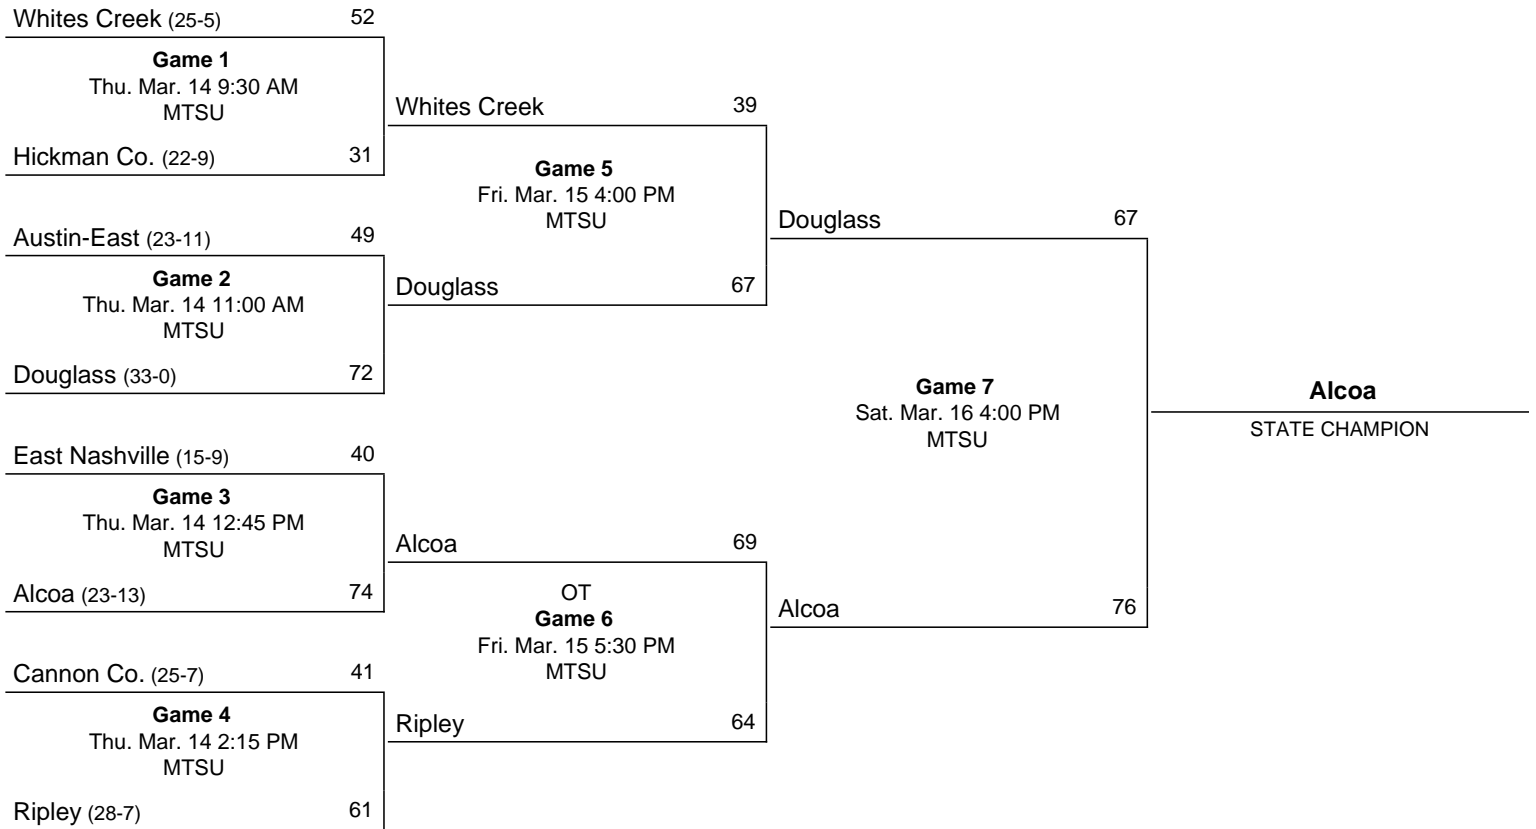 Whites Creek (25-5) 52
Game 1
Thu. Mar. 14 9:30 AM
MTSU
Hickman Co. (22-9) 31
Austin-East (23-11) 49
Game 2
Thu. Mar. 14 11:00 AM
MTSU
Douglass (33-0) 72
East Nashville (15-9) 40
Game 3
Thu. Mar. 14 12:45 PM
MTSU
Alcoa (23-13) 74
Cannon Co. (25-7) 41
Game 4
Thu. Mar. 14 2:15 PM
MTSU
Ripley (28-7) 61
Whites Creek 39
Game 5
Fri. Mar. 15 4:00 PM
MTSU
Douglass 67
Alcoa 69
OT
Game 6
Fri. Mar. 15 5:30 PM
MTSU
Ripley 64
Douglass 67
Game 7
Sat. Mar. 16 4:00 PM
MTSU
Alcoa 76
Alcoa
STATE CHAMPION